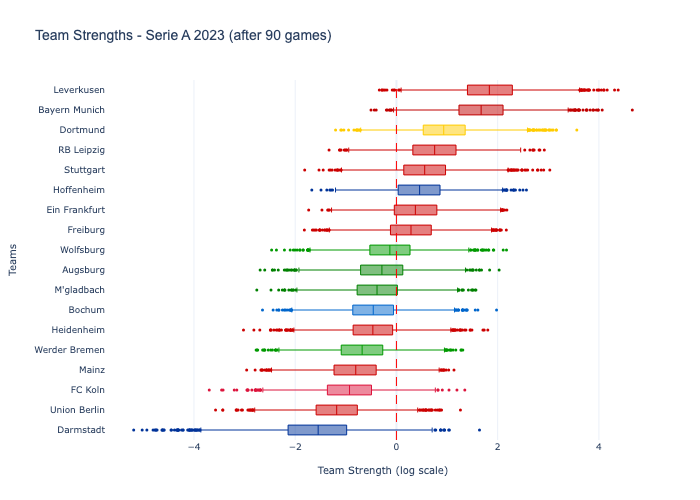 Team Strengths - Serie A 2023 (after 90 games)
Leverkusen
Bayern Munich
Dortmund
RB Leipzig
Stuttgart
Hoffenheim
Ein Frankfurt
Freiburg
Wolfsburg
Augsburg
M'gladbach
Bochum
Heidenheim
Werder Bremen
Mainz
FC Koln
Union Berlin
Darmstadt
Teams
−4 −2 0 2 4
Team Strength (log scale)